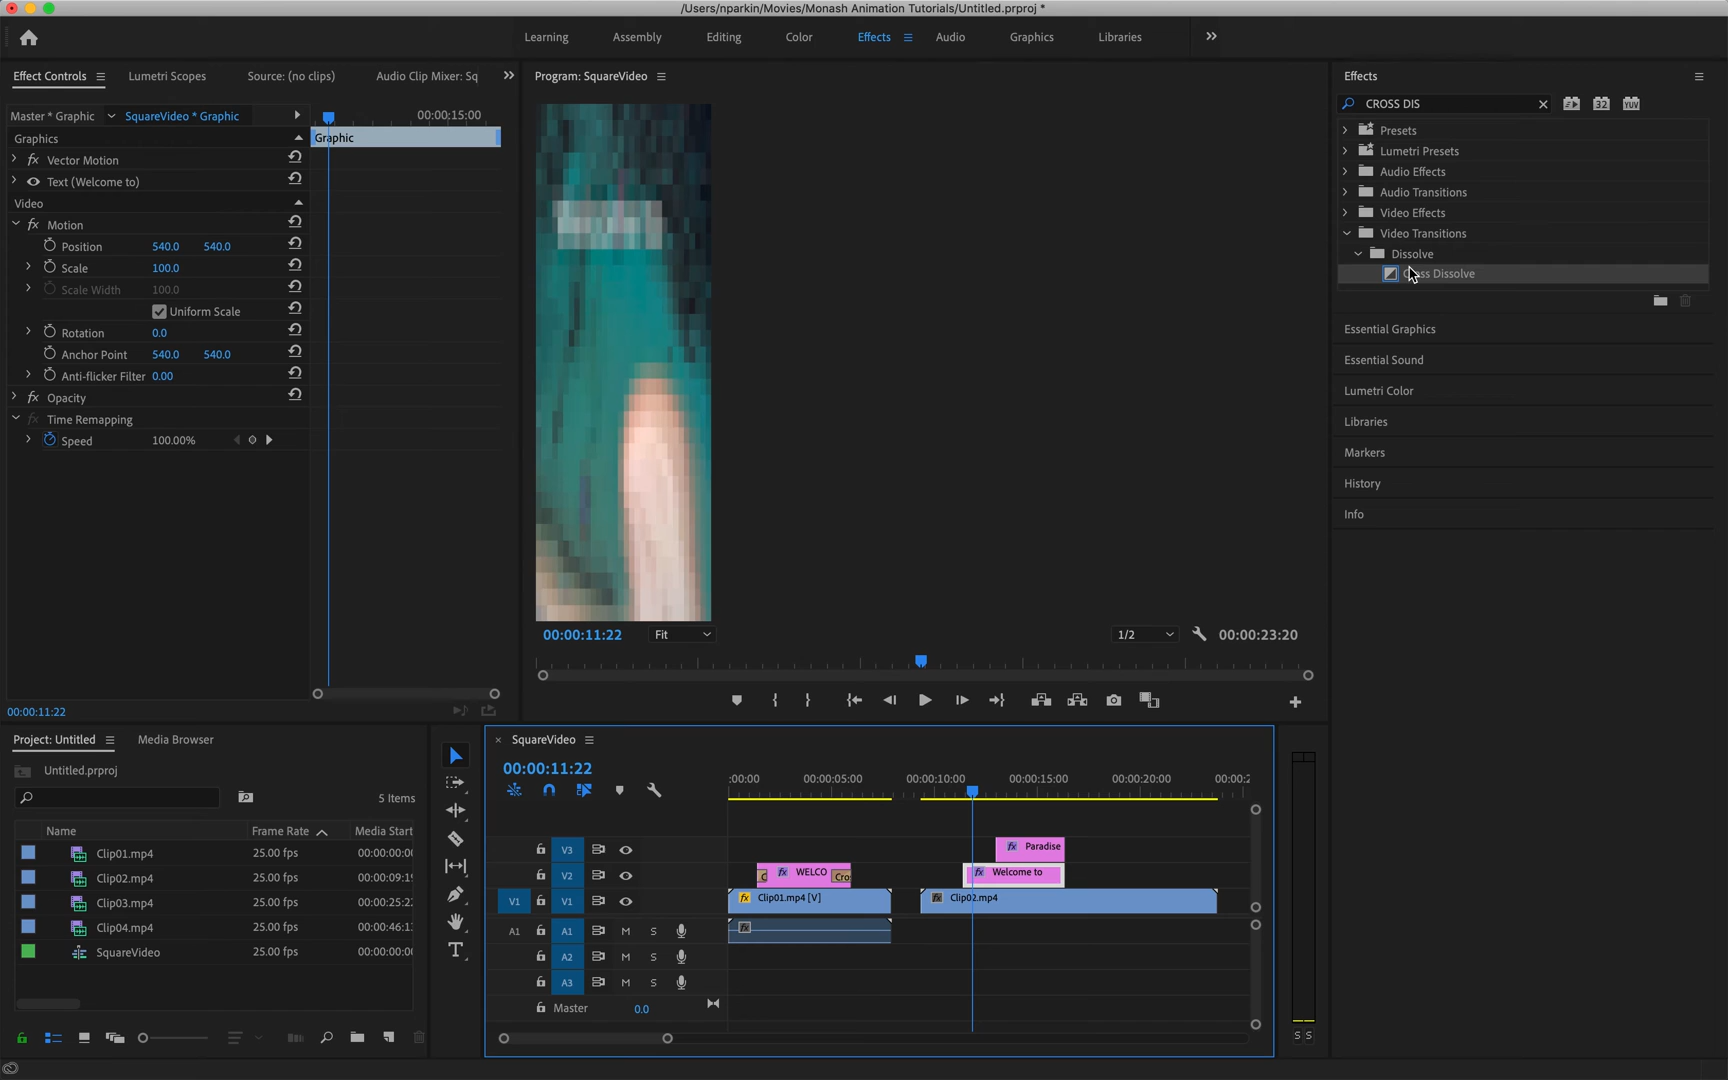 /Users/nparkin/Movies/Monash Animation Tutorials/Untitled.prproj *
Learning Assembly Editing Color Effects Audio Graphics Libraries
Effect Controls Lumetri Scopes Source: (no clips) Audio Clip Mixer: Sq
Master * Graphic SquareVideo * Graphic 00:00:15:00
Graphics
Graphic
Vector Motion
Text (Welcome to)
Video
Motion
Position 540.0 540.0
Scale 100.0
Scale Width 100.0
Uniform Scale
Rotation 0.0
Anchor Point 540.0 540.0
Anti-flicker Filter 0.00
Opacity
Time Remapping
Speed 100.00%
00:00:11:22
Program: SquareVideo
00:00:11:22 Fit 1/2 00:00:23:20
Effects
CROSS DIS
32 YUV
Presets
Lumetri Presets
Audio Effects
Audio Transitions
Video Effects
Video Transitions
Dissolve
Dissolve
Essential Graphics
Essential Sound
Lumetri Color
Libraries
Markers
History
Info
Project: Untitled Media Browser
Untitled.prproj
5 Items
Name Frame Rate Media Start
Clip01.mp4 25.00 fps 00:00:00:0
Clip02.mp4 25.00 fps 00:00:09:1
Clip03.mp4 25.00 fps 00:00:25:2
Clip04.mp4 25.00 fps 00:00:46:1
SquareVideo 25.00 fps 00:00:00:0
SquareVideo
00:00:11:22
:00:00 00:00:05:00 00:00:10:00 00:00:15:00 00:00:20:00 00:00:2
V3 fx Paradise
V2 C fx WELCO Cro fx Welcome to
V1 V1 fx Clip01.mp4 [V] fx Clip02.mp4
A1 A1 M S fx
A2 M S
A3 M S
Master 0.0
S S